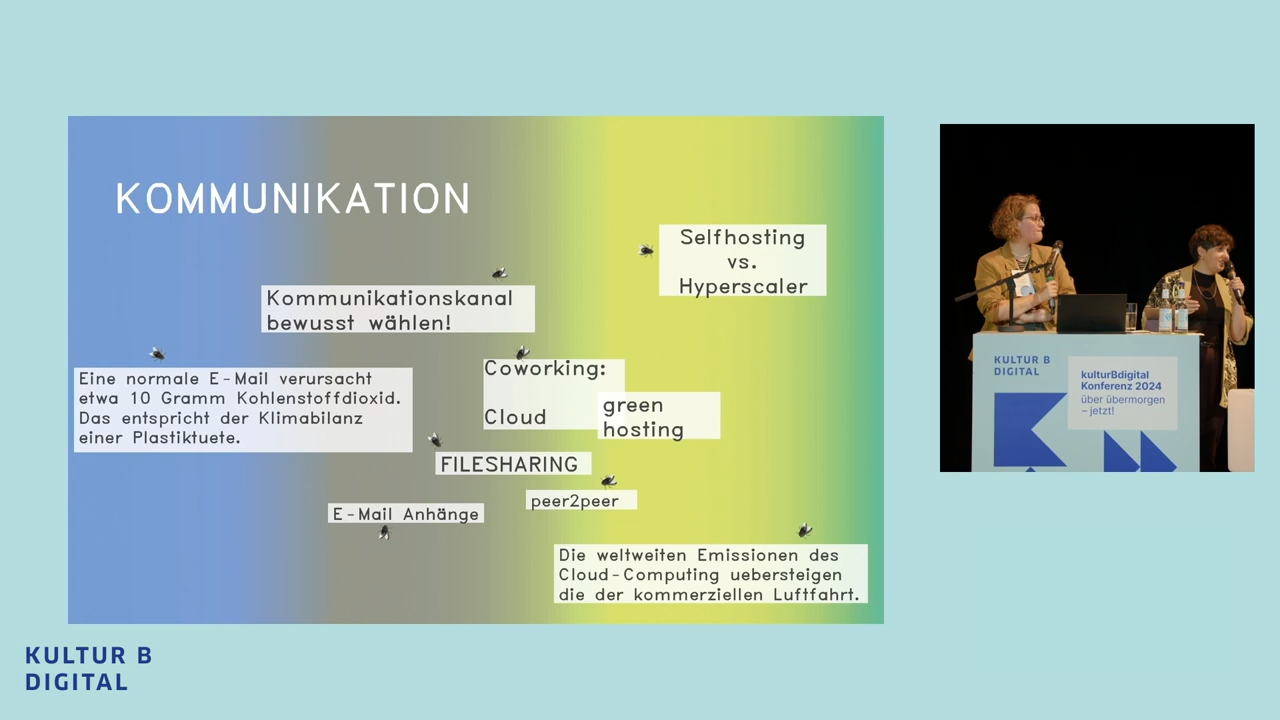 KOMMUNIKATION
Selfhosting
vs.
Hyperscaler
Kommunikationskanal
bewusst wählen!
Eine normale E-Mail verursacht
etwa 10 Gramm Kohlenstoffdioxid.
Das entspricht der Klimabilanz
einer Plastiktuete.
Coworking:
Cloud
green
hosting
FILESHARING
peer2peer
E-Mail Anhänge
Die weltweiten Emissionen des
Cloud-Computing uebersteigen
die der kommerziellen Luftfahrt.
KULTUR B
DIGITAL
kulturBdigital
Konferenz 2024
über übermorgen
– jetzt!
KULTUR B
DIGITAL